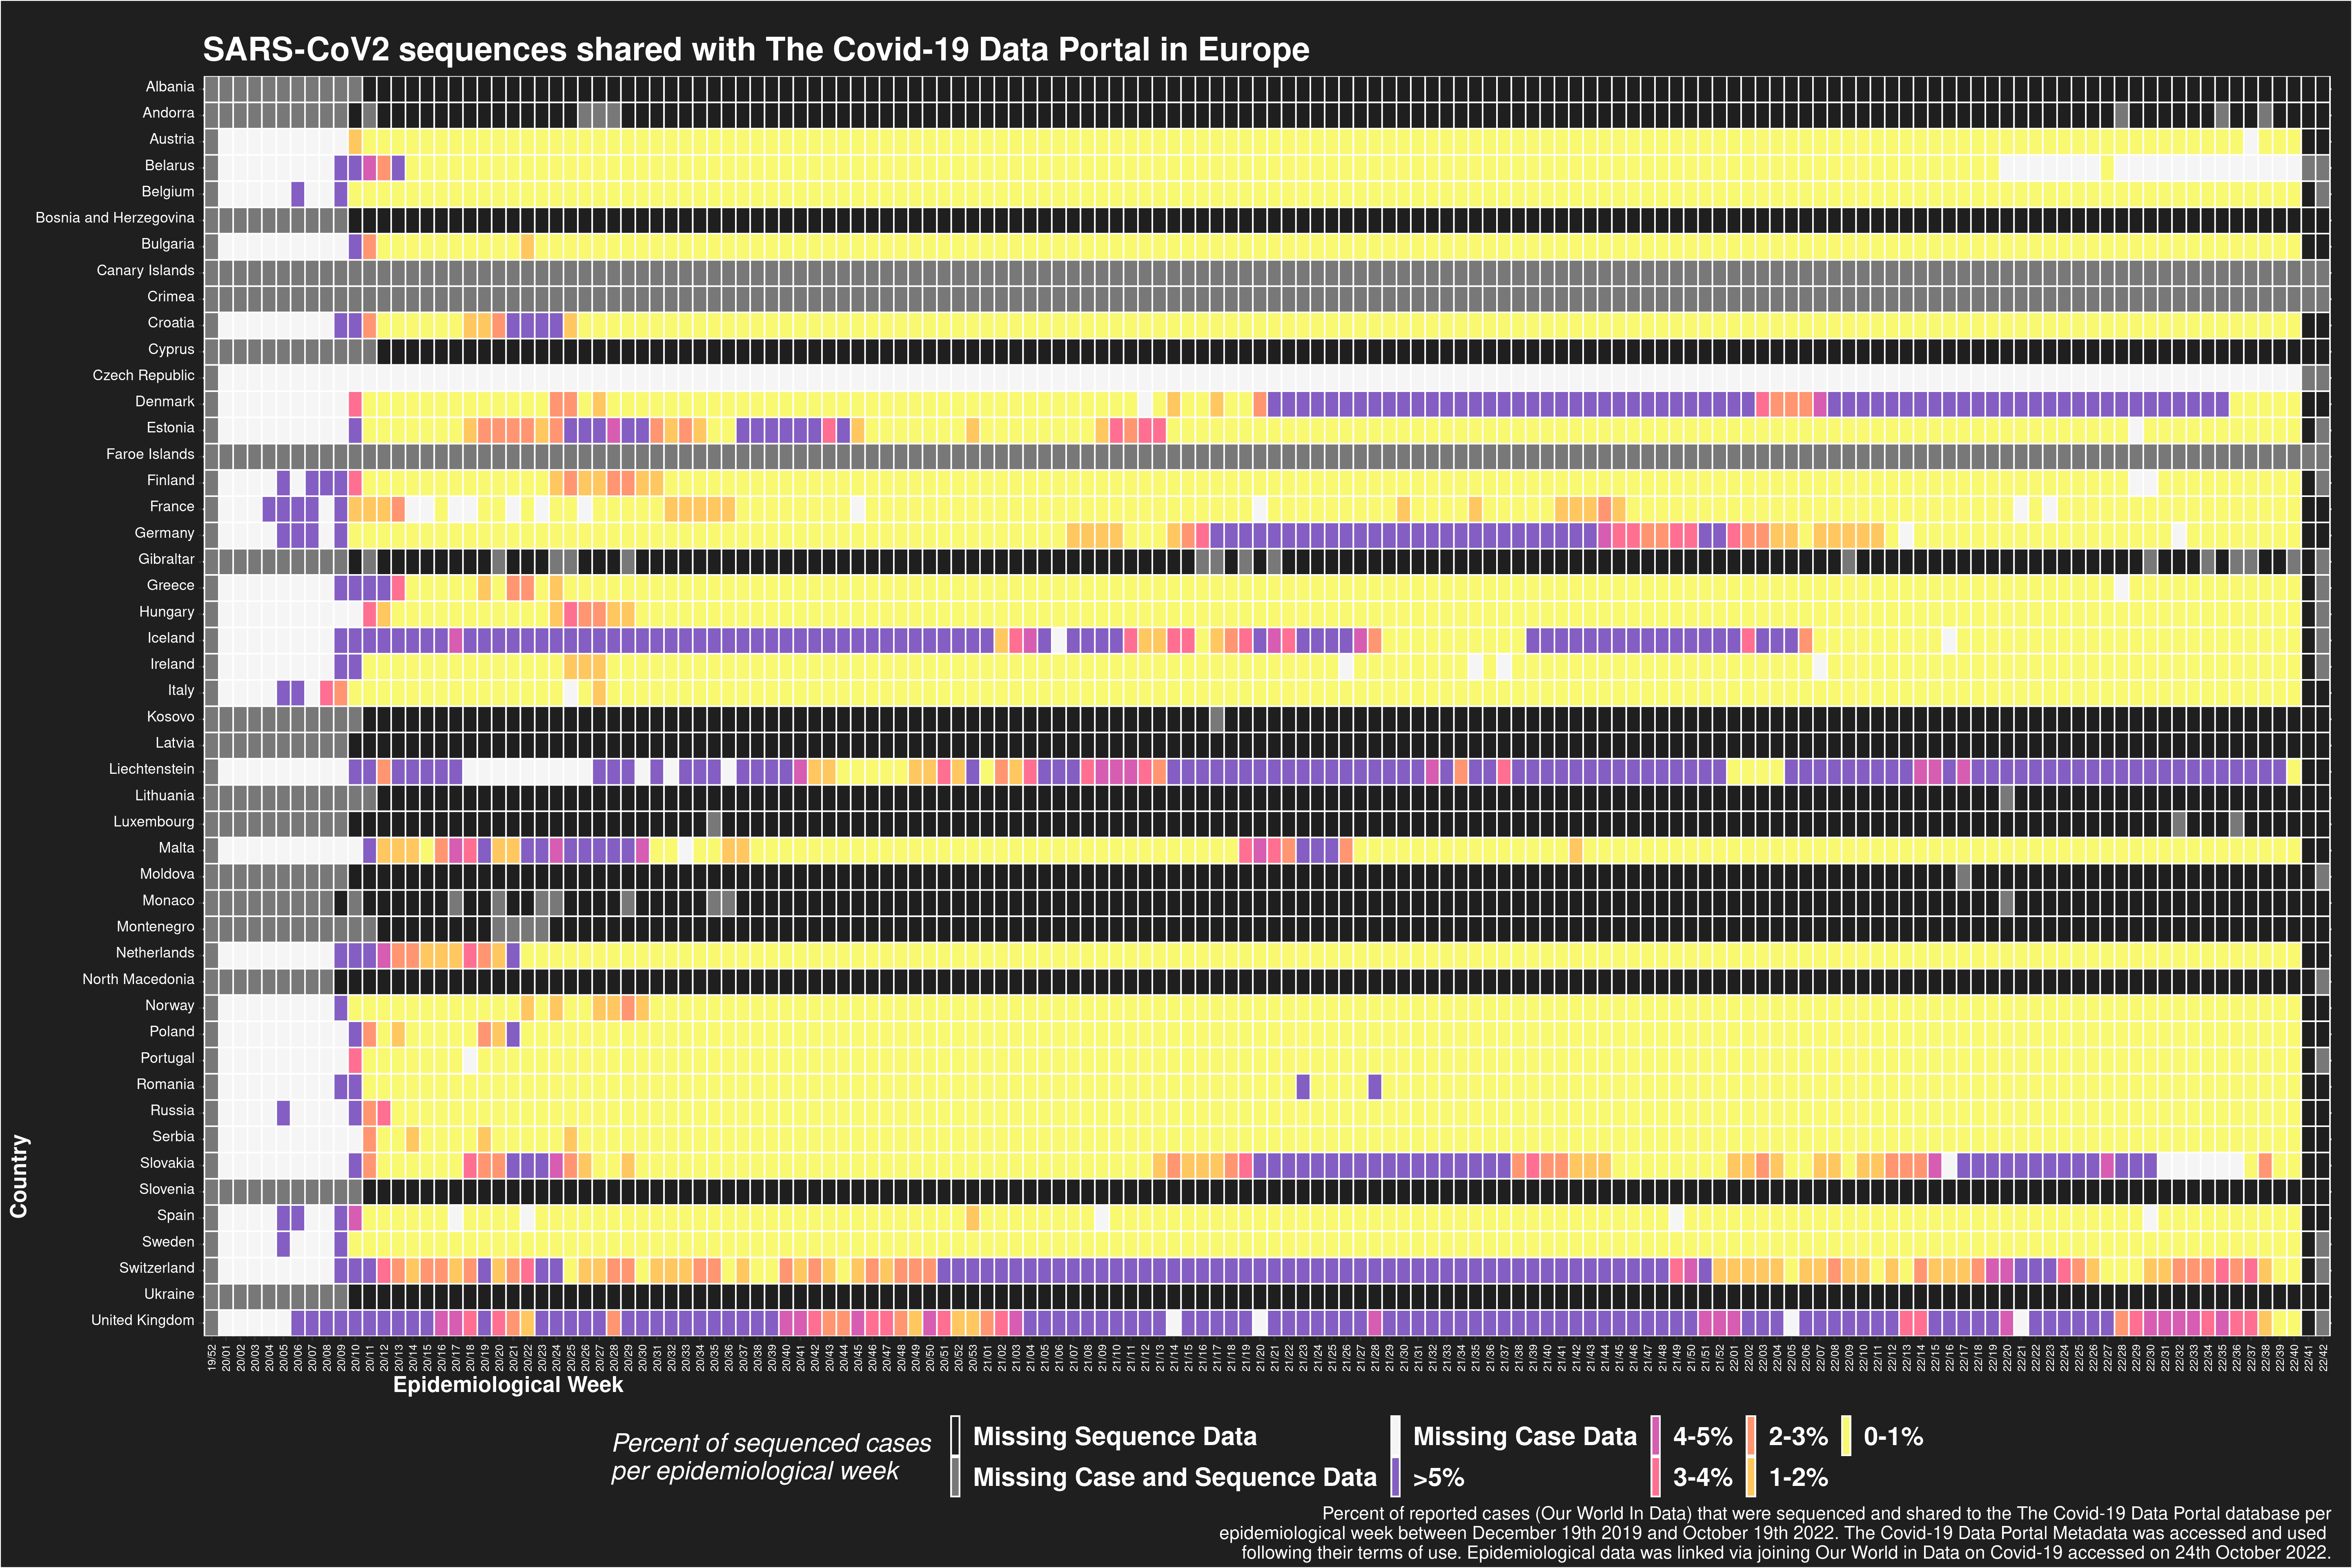 SARS-CoV2 sequences shared with The Covid-19 Data Portal in Europe
Albania
Andorra
Austria
Belarus
Belgium
Bosnia and Herzegovina
Bulgaria
Canary Islands
Crimea
Croatia
Cyprus
Czech Republic
Denmark
Estonia
Faroe Islands
Finland
France
Germany
Gibraltar
Greece
Hungary
Iceland
Ireland
Italy
Kosovo
Latvia
Liechtenstein
Lithuania
Luxembourg
Malta
Moldova
Monaco
Montenegro
Netherlands
North Macedonia
Norway
Poland
Portugal
Romania
Russia
Serbia
Slovakia
Slovenia
Spain
Sweden
Switzerland
Ukraine
United Kingdom
Country
19/52 20/01 20/02 20/03 20/04 20/05 20/06 20/07 20/08 20/09 20/10 20/11 20/12 20/13 20/14 20/15 20/16 20/17 20/18 20/19 20/20 20/21 20/22 20/23 20/24 20/25 20/26 20/27 20/28 20/29 20/30 20/31 20/32 20/33 20/34 20/35 20/36 20/37 20/38 20/39 20/40 20/41 20/42 20/43 20/44 20/45 20/46 20/47 20/48 20/49 20/50 20/51 20/52 20/53 21/01 21/02 21/03 21/04 21/05 21/06 21/07 21/08 21/09 21/10 21/11 21/12 21/13 21/14 21/15 21/16 21/17 21/18 21/19 21/20 21/21 21/22 21/23 21/24 21/25 21/26 21/27 21/28 21/29 21/30 21/31 21/32 21/33 21/34 21/35 21/36 21/37 21/38 21/39 21/40 21/41 21/42 21/43 21/44 21/45 21/46 21/47 21/48 21/49 21/50 21/51 21/52 22/01 22/02 22/03 22/04 22/05 22/06 22/07 22/08 22/09 22/10 22/11 22/12 22/13 22/14 22/15 22/16 22/17 22/18 22/19 22/20 22/21 22/22 22/23 22/24 22/25 22/26 22/27 22/28 22/29 22/30 22/31 22/32 22/33 22/34 22/35 22/36 22/37 22/38 22/39 22/40 22/41 22/42
Epidemiological Week
Percent of sequenced cases
per epidemiological week
Missing Sequence Data
Missing Case and Sequence Data
Missing Case Data
>5%
4-5%
3-4%
2-3%
1-2%
0-1%
Percent of reported cases (Our World In Data) that were sequenced and shared to the The Covid-19 Data Portal database per
epidemiological week between December 19th 2019 and October 19th 2022. The Covid-19 Data Portal Metadata was accessed and used
following their terms of use. Epidemiological data was linked via joining Our World in Data on Covid-19 accessed on 24th October 2022.